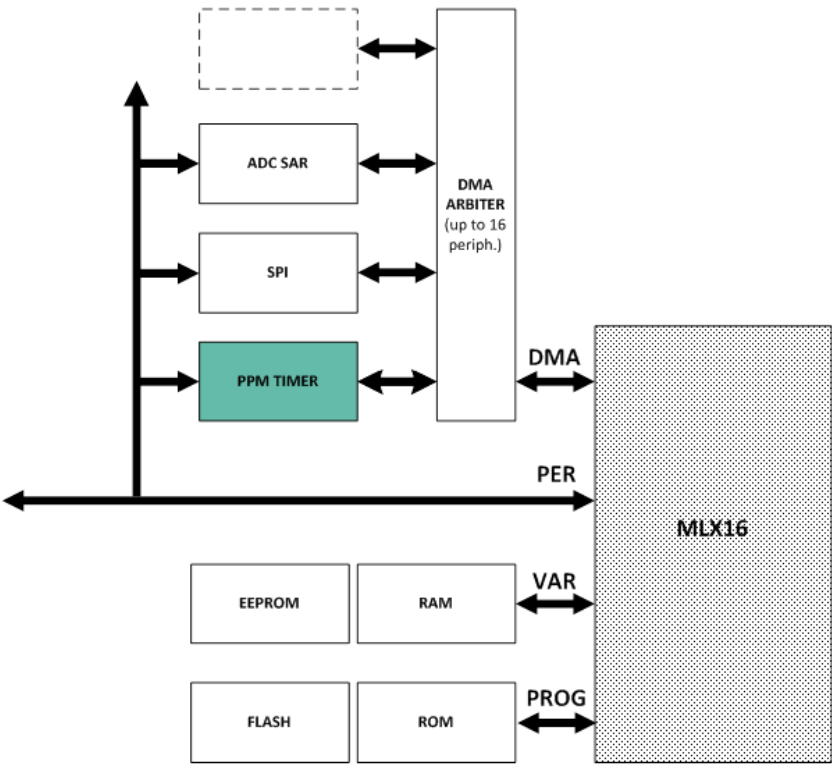 ADC SAR
DMA
ARBITER
(up to 16
periph.)
SPI
PPM TIMER
DMA
PER
MLX16
EEPROM
RAM
VAR
FLASH
ROM
PROG